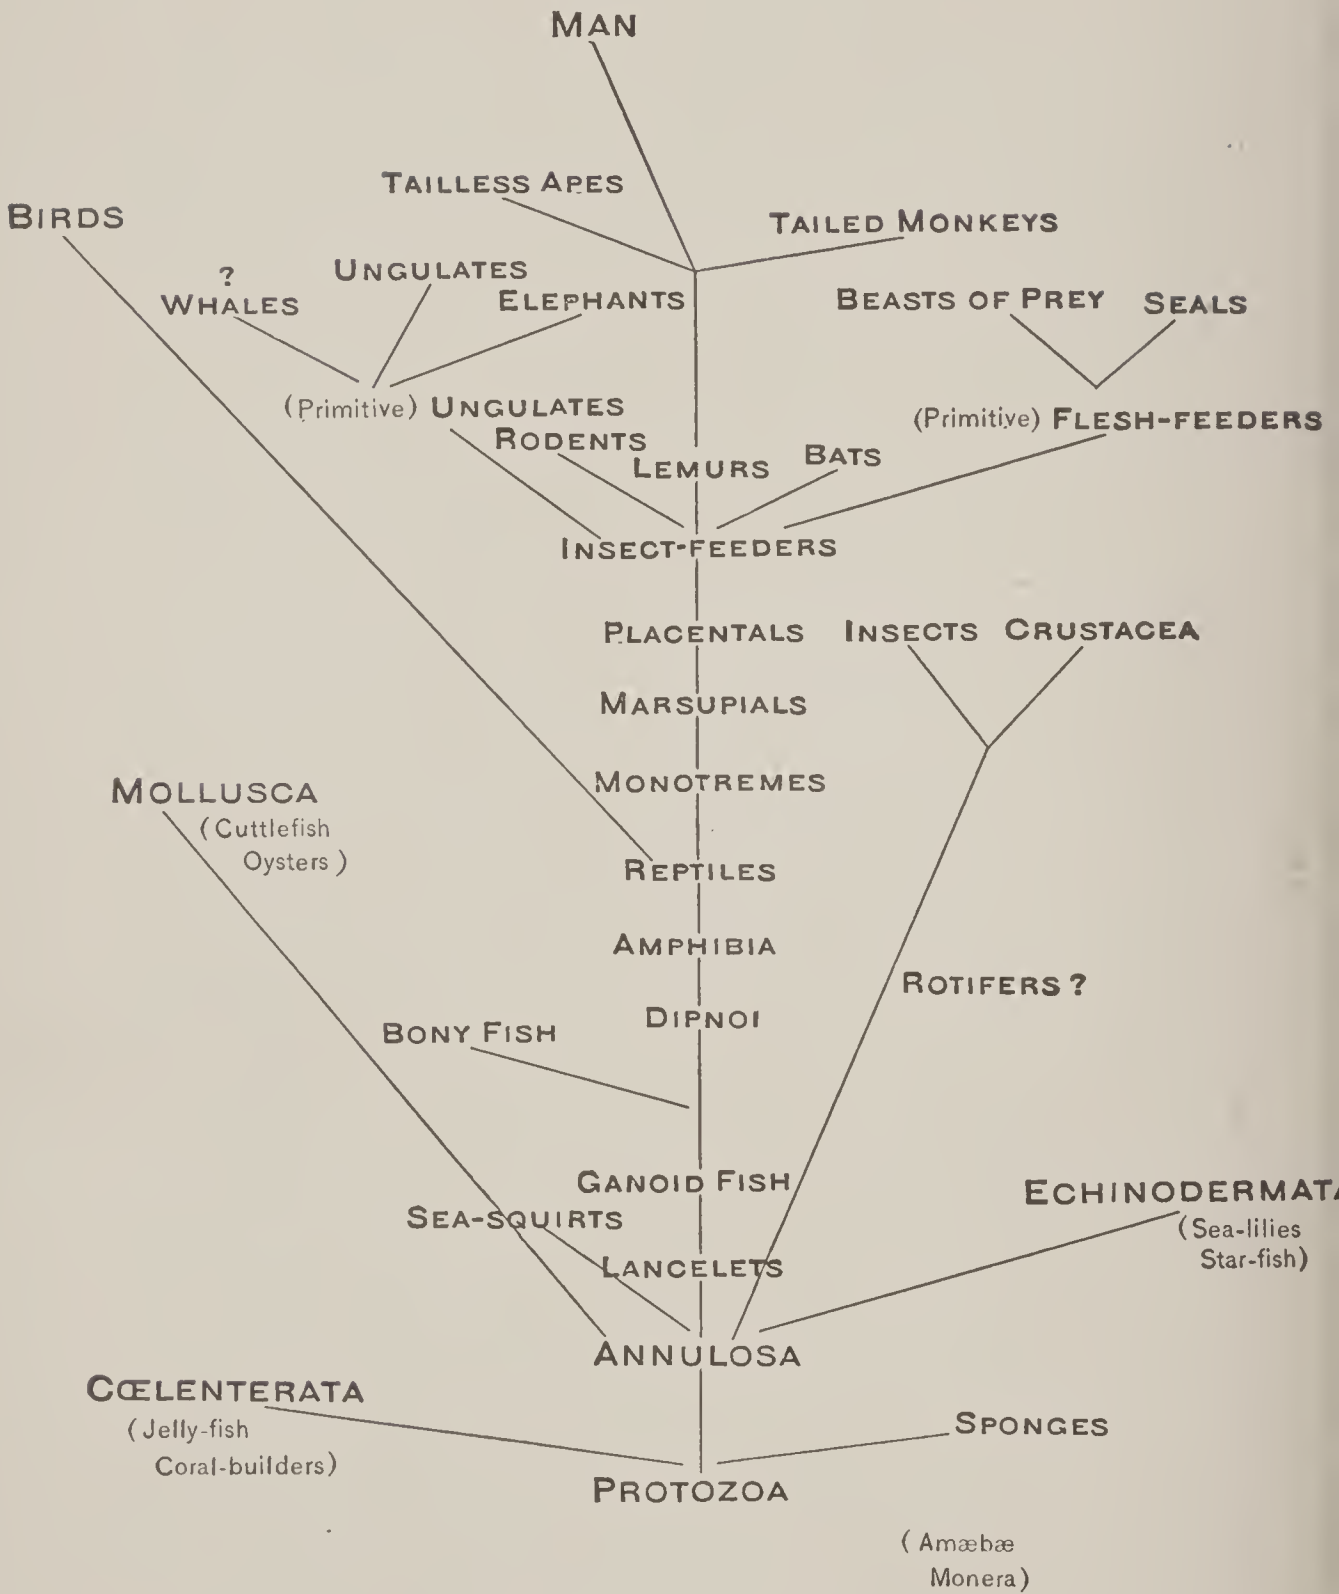 MAN
TAILLESS APES
BIRDS
TAILED MONKEYS
?
UNGULATES
WHALES
ELEPHANTS
BEASTS OF PREY
SEALS
(Primitive) UNGULATES
(Primitive) FLESH-FEEDERS
RODENTS
LEMURS
BATS
INSECT-FEEDERS
PLACENTALS
INSECTS
CRUSTACEA
MARSUPIALS
MONOTREMES
MOLLUSCA
(Cuttlefish
Oysters)
REPTILES
AMPHIBIA
ROTIFERS ?
DIPNOI
BONY FISH
GANOID FISH
ECHINODERMATA
(Sea-lilies
Star-fish)
SEA-SQUIRTS
LANCELETS
ANNULOSA
CŒLENTERATA
(Jelly-fish
Coral-builders)
SPONGES
PROTOZOA
(Amæbæ
Monera)